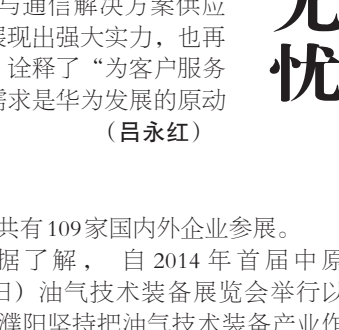 与通信解决方案供应
展现出强大实力，也再
诠释了“为客户服务
需求是华为发展的原动
（吕永红）
无
忧
共有109家国内外企业参展。
据了解，自2014年首届中原
日）油气技术装备展览会举行以
濮阳坚持把油气技术装备产业作